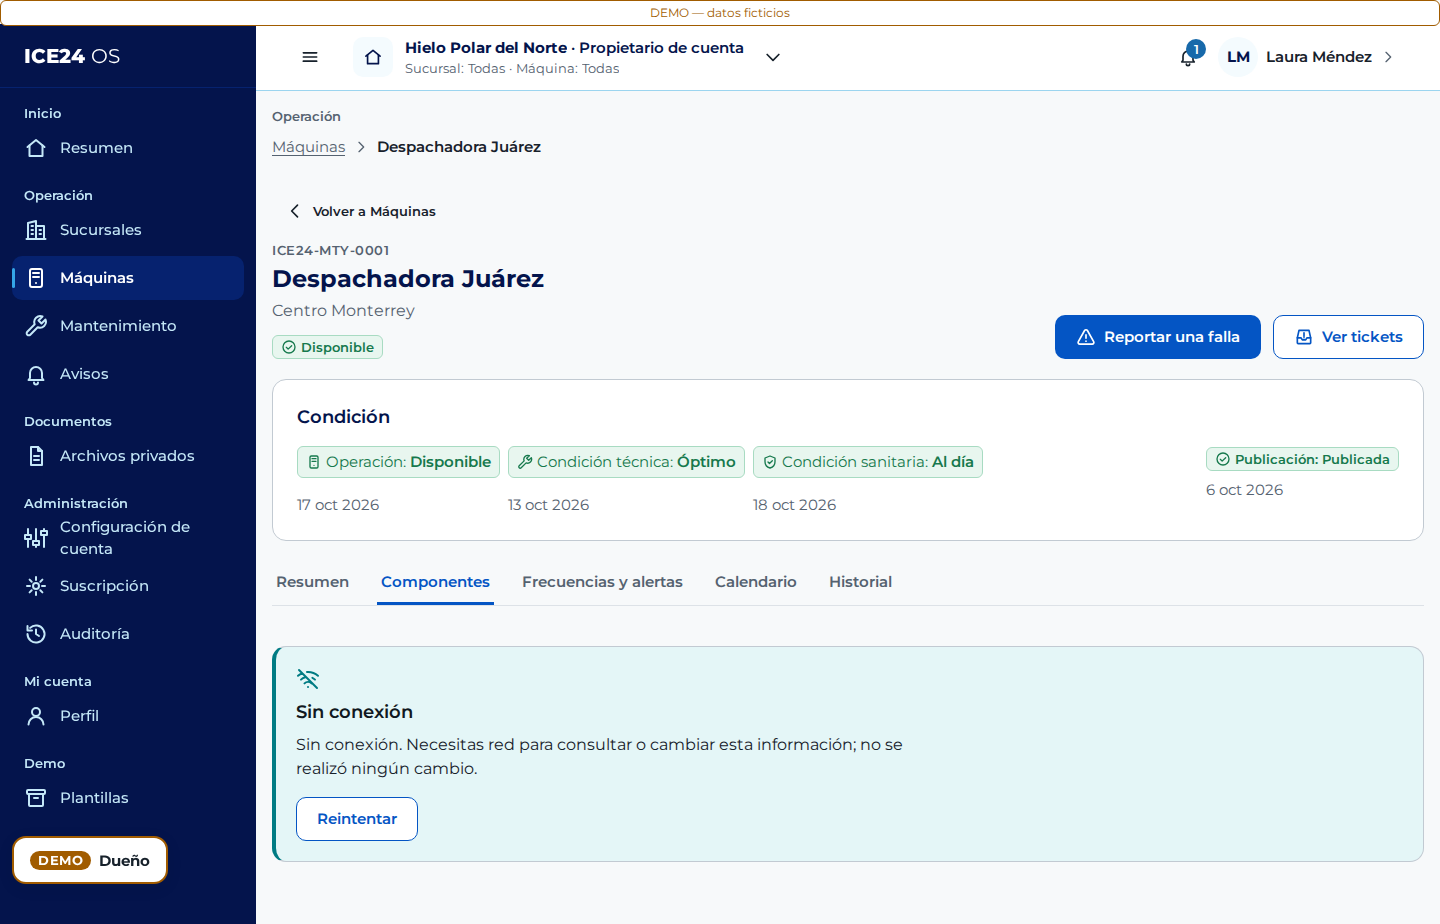 DEMO — datos ficticios
ICE24 OS
Inicio
Resumen
Operación
Sucursales
Máquinas
Mantenimiento
Avisos
Documentos
Archivos privados
Administración
Configuración de
cuenta
Suscripción
Auditoría
Mi cuenta
Perfil
Demo
Plantillas
DEMO Dueño
Hielo Polar del Norte · Propietario de cuenta
Sucursal: Todas · Máquina: Todas
1
LM Laura Méndez
Operación
Máquinas Despachadora Juárez
Volver a Máquinas
ICE24-MTY-0001
Despachadora Juárez
Centro Monterrey
Disponible
Reportar una falla
Ver tickets
Condición
Operación: Disponible
Condición técnica: Óptimo
Condición sanitaria: Al día
Publicación: Publicada
17 oct 2026
13 oct 2026
18 oct 2026
6 oct 2026
Resumen
Componentes
Frecuencias y alertas
Calendario
Historial
Sin conexión
Sin conexión. Necesitas red para consultar o cambiar esta información; no se
realizó ningún cambio.
Reintentar